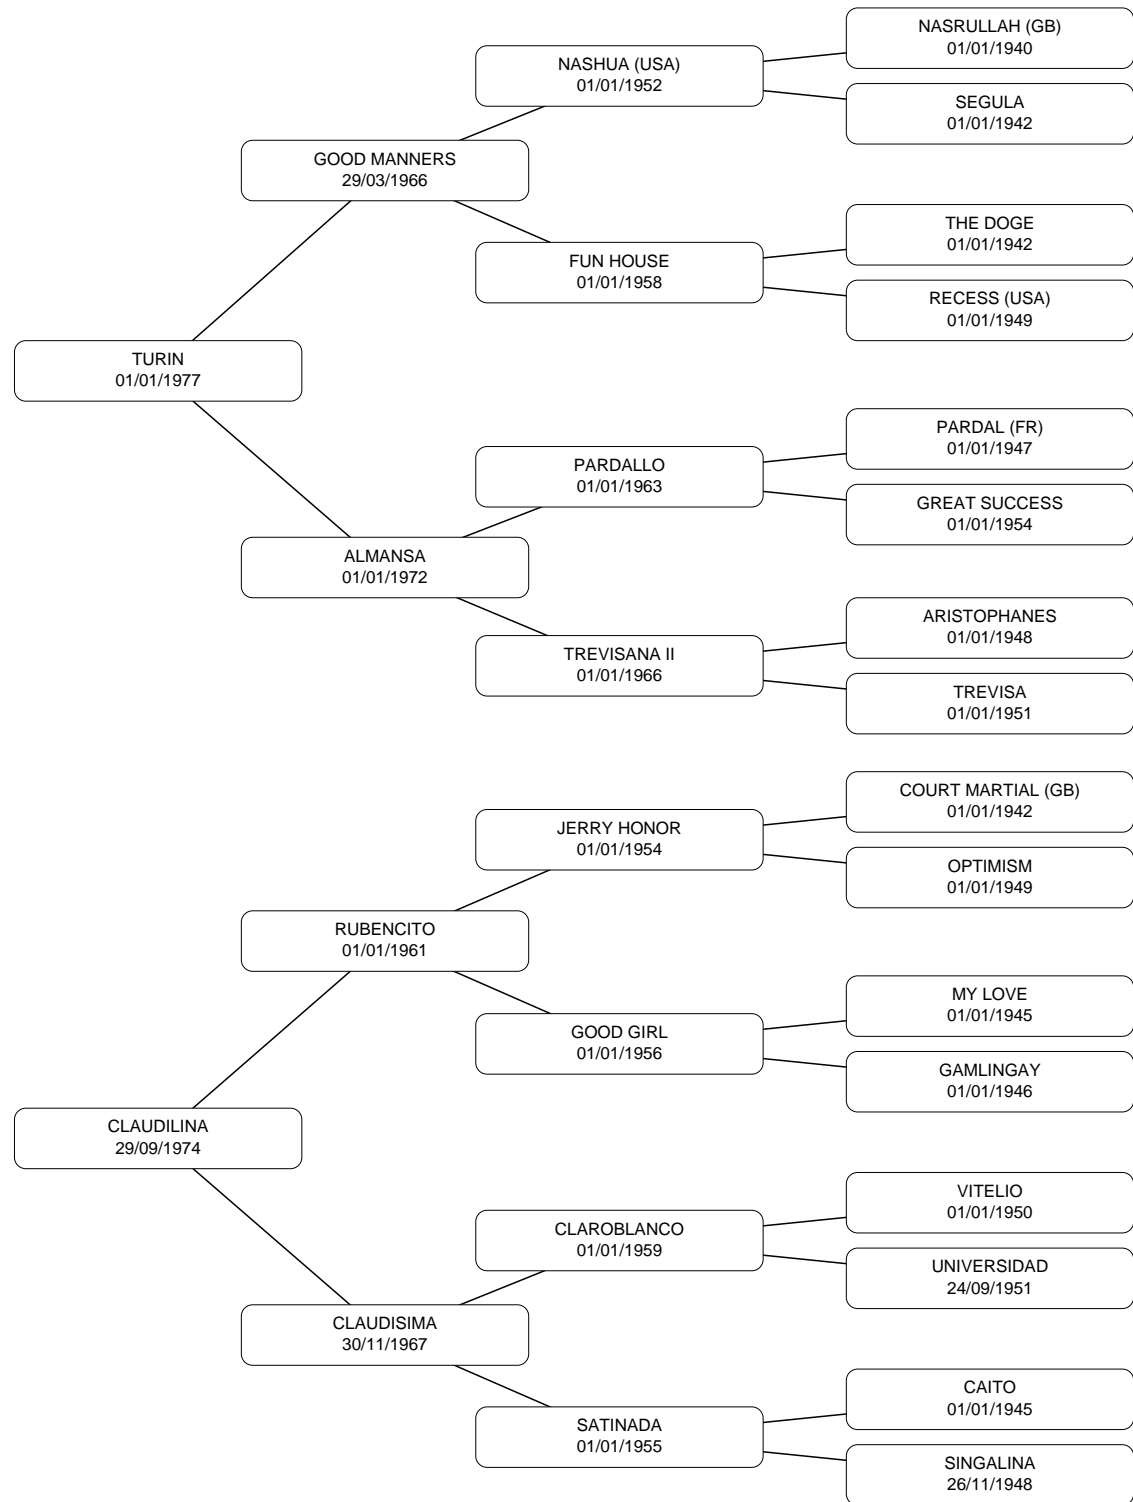 NASRULLAH (GB)
01/01/1940
NASHUA (USA)
01/01/1952
SEGULA
01/01/1942
GOOD MANNERS
29/03/1966
THE DOGE
01/01/1942
FUN HOUSE
01/01/1958
RECESS (USA)
01/01/1949
TURIN
01/01/1977
PARDAL (FR)
01/01/1947
PARDALLO
01/01/1963
GREAT SUCCESS
01/01/1954
ALMANSA
01/01/1972
ARISTOPHANES
01/01/1948
TREVISANA II
01/01/1966
TREVISA
01/01/1951
COURT MARTIAL (GB)
01/01/1942
JERRY HONOR
01/01/1954
OPTIMISM
01/01/1949
RUBENCITO
01/01/1961
MY LOVE
01/01/1945
GOOD GIRL
01/01/1956
GAMLINGAY
01/01/1946
CLAUDILINA
29/09/1974
VITELIO
01/01/1950
CLAROBLANCO
01/01/1959
UNIVERSIDAD
24/09/1951
CLAUDISIMA
30/11/1967
CAITO
01/01/1945
SATINADA
01/01/1955
SINGALINA
26/11/1948